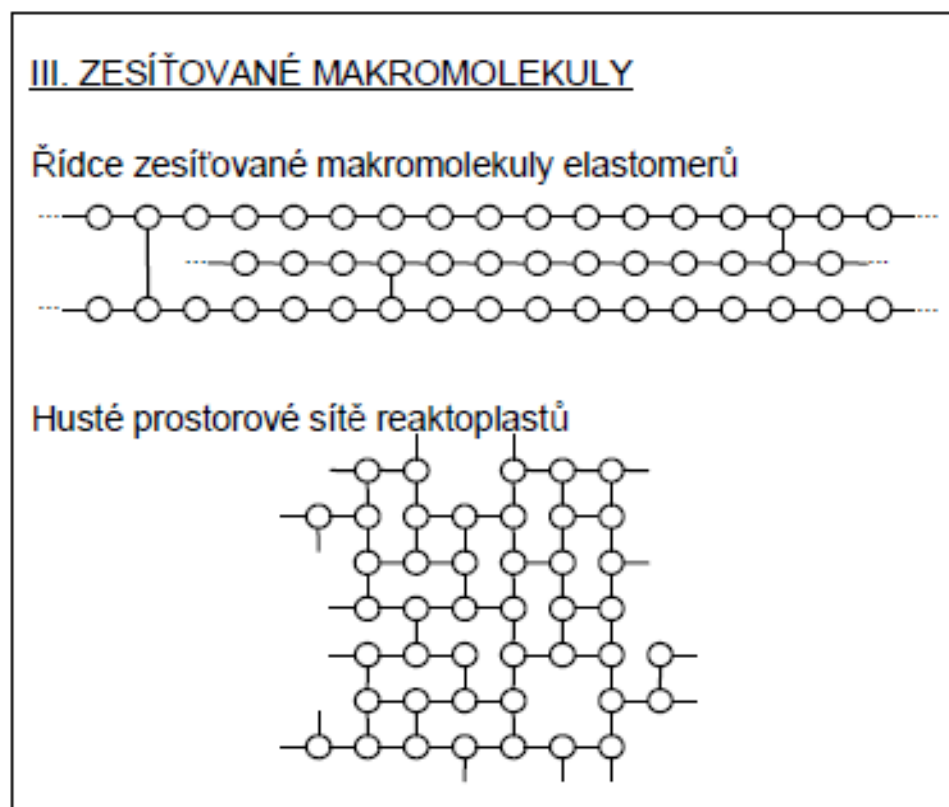 III. ZESÍŤOVANÉ MAKROMOLEKULY
Řídce zesíťované makromolekuly elastomerů
Husté prostorové sítě reaktoplastů